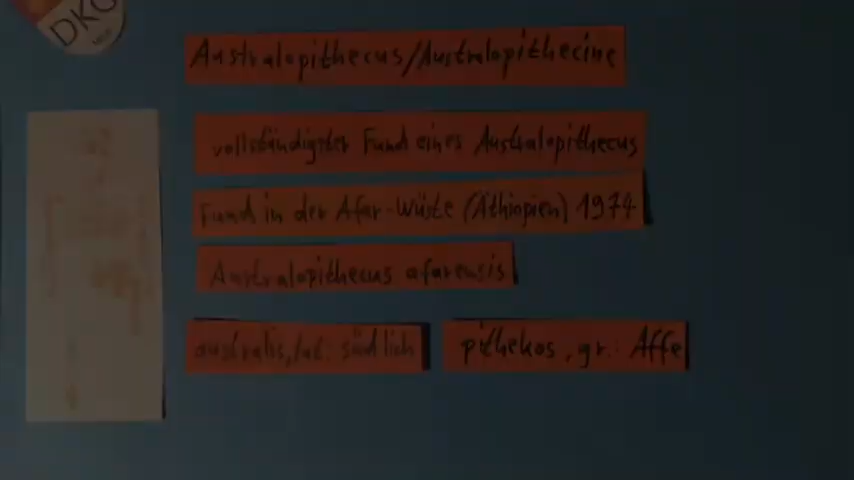 DKG
Australopithecus/Australopithecine
vollständigster Fund eines Australopithecus
Fund in der Afar-Wüste (Äthiopien) 1974
Australopithecus afarensis
australis, lat.: südlich
pithekos, gr.: Affe